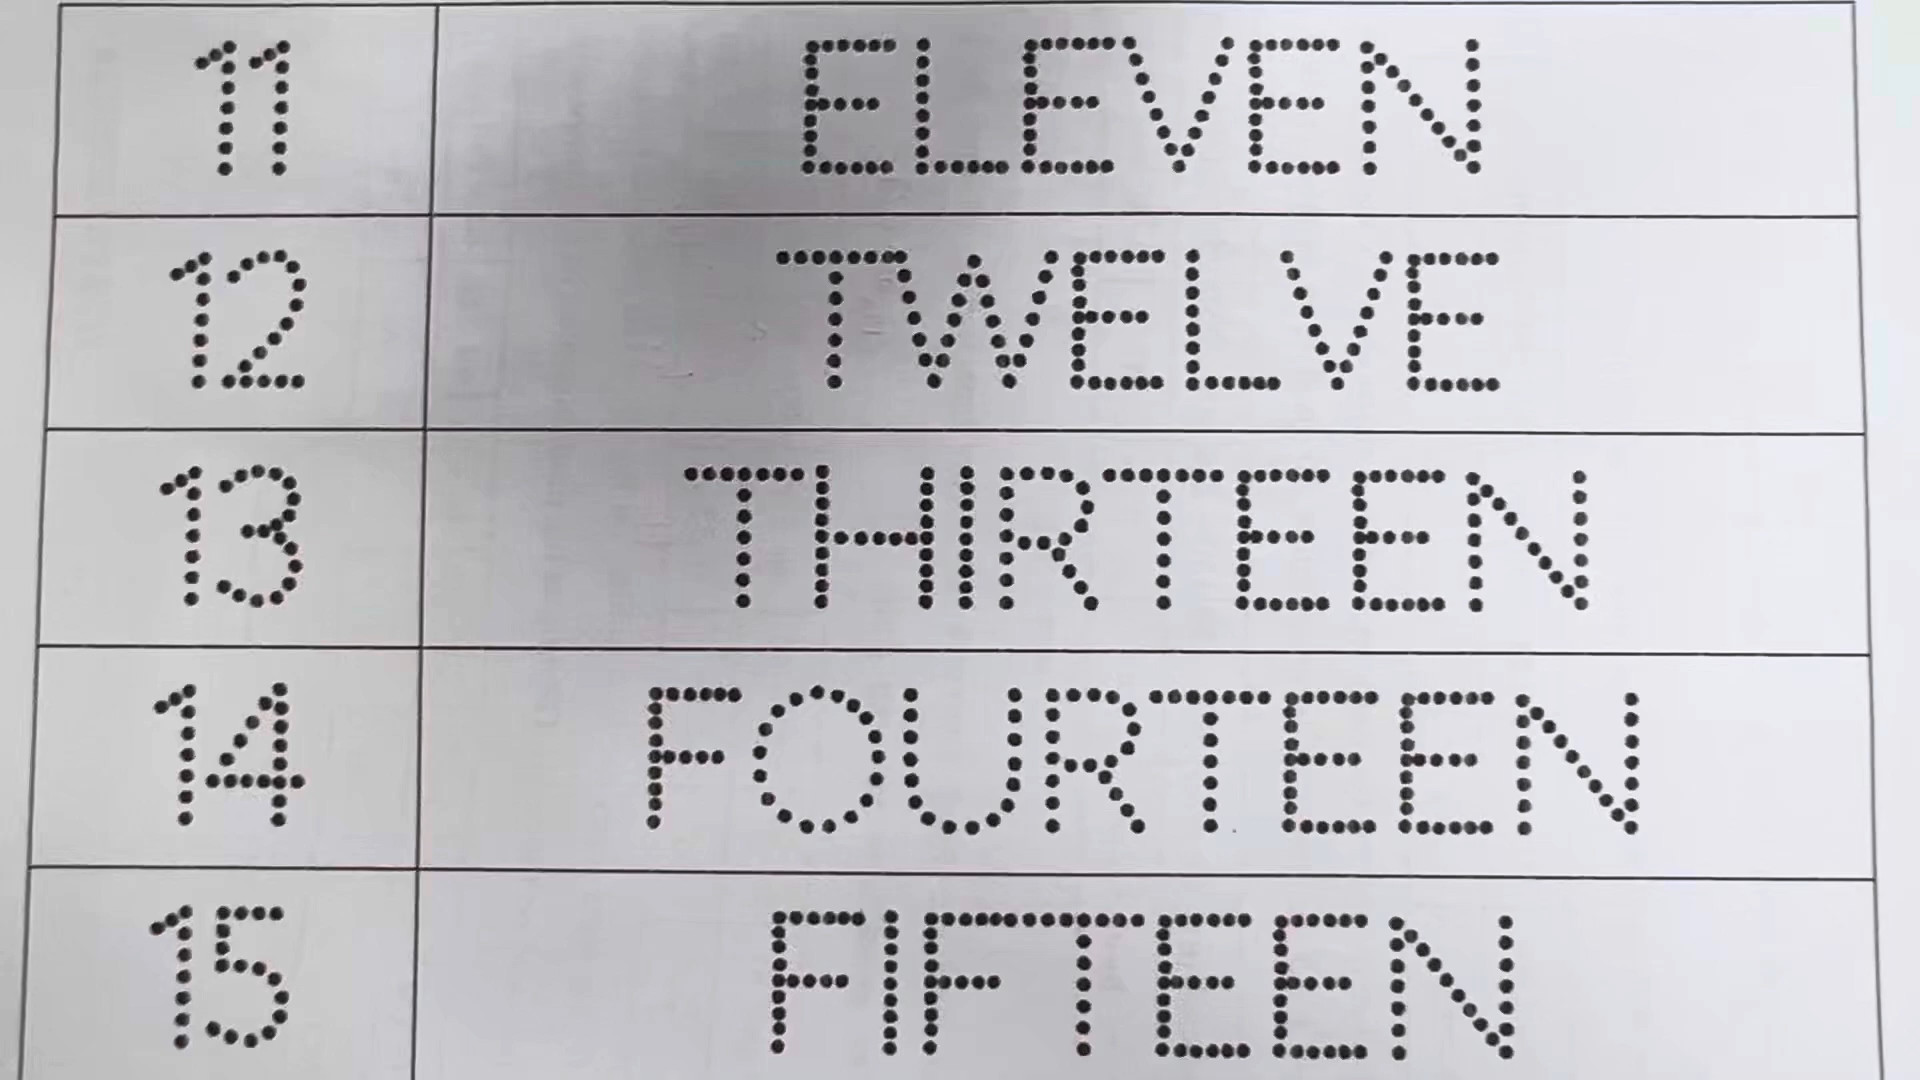 11 ELEVEN
12 TWELVE
13 THIRTEEN
14 FOURTEEN
15 FIFTEEN